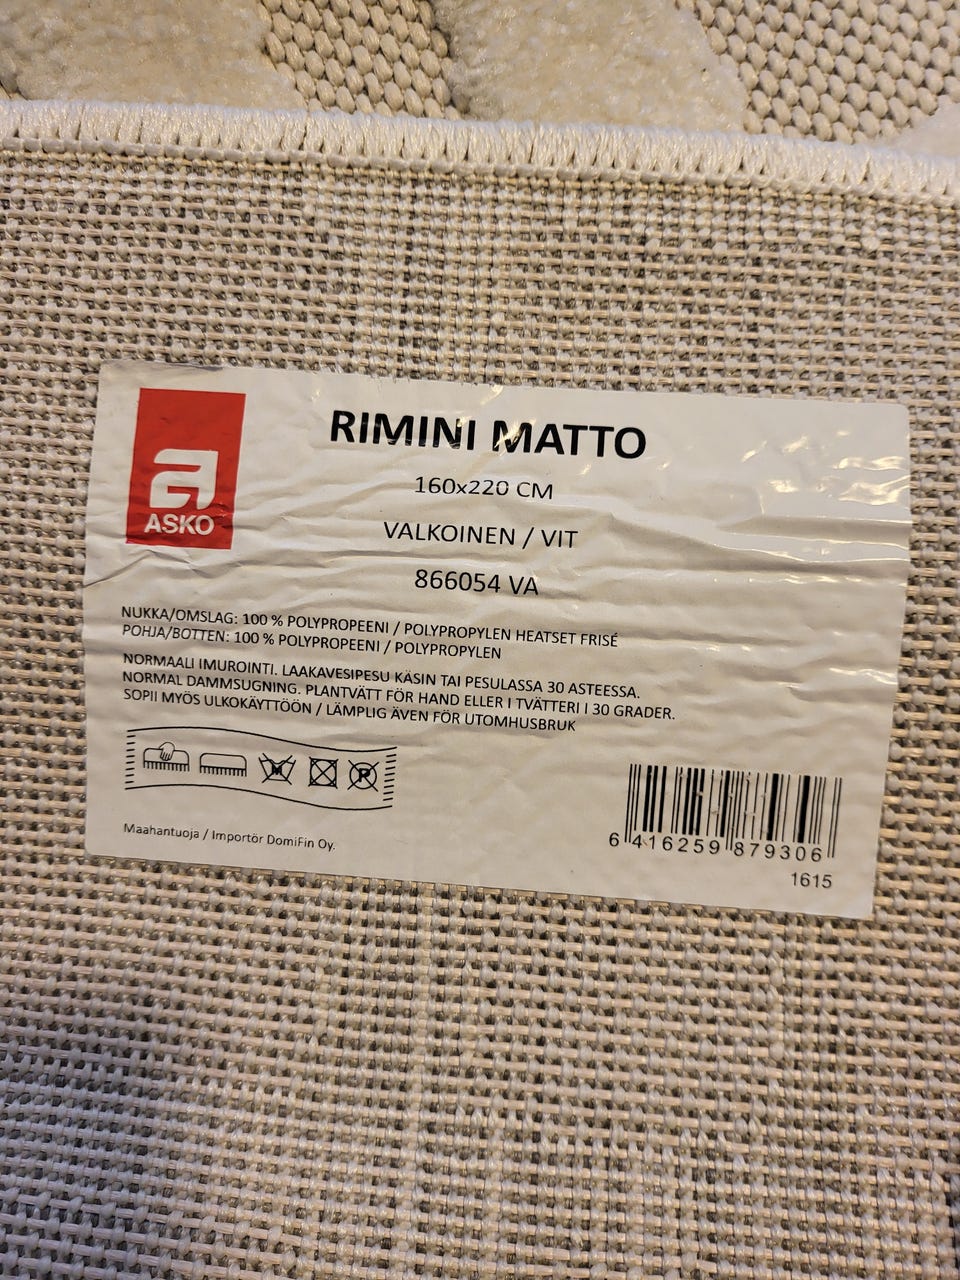 ASKO
RIMINI MATTO
160x220 CM
VALKOINEN / VIT
866054 VA
NUKKA/OMSLAG: 100 % POLYPROPEENI / POLYPROPYLEN HEATSET FRISÉ
POHJA/BOTTEN: 100 % POLYPROPEENI / POLYPROPYLEN
NORMAALI IMUROINTI. LAAKAVESIPESU KÄSIN TAI PESULASSA 30 ASTEESSA.
NORMAL DAMMSUGNING. PLANTVÄTT FÖR HAND ELLER I TVÄTTERI I 30 GRADER.
SOPII MYÖS ULKOKÄYTTÖÖN / LÄMPLIG ÄVEN FÖR UTOMHUSBRUK
M P
Maahantuoja / Importör DomiFin Oy.
6 416259 879306
1615